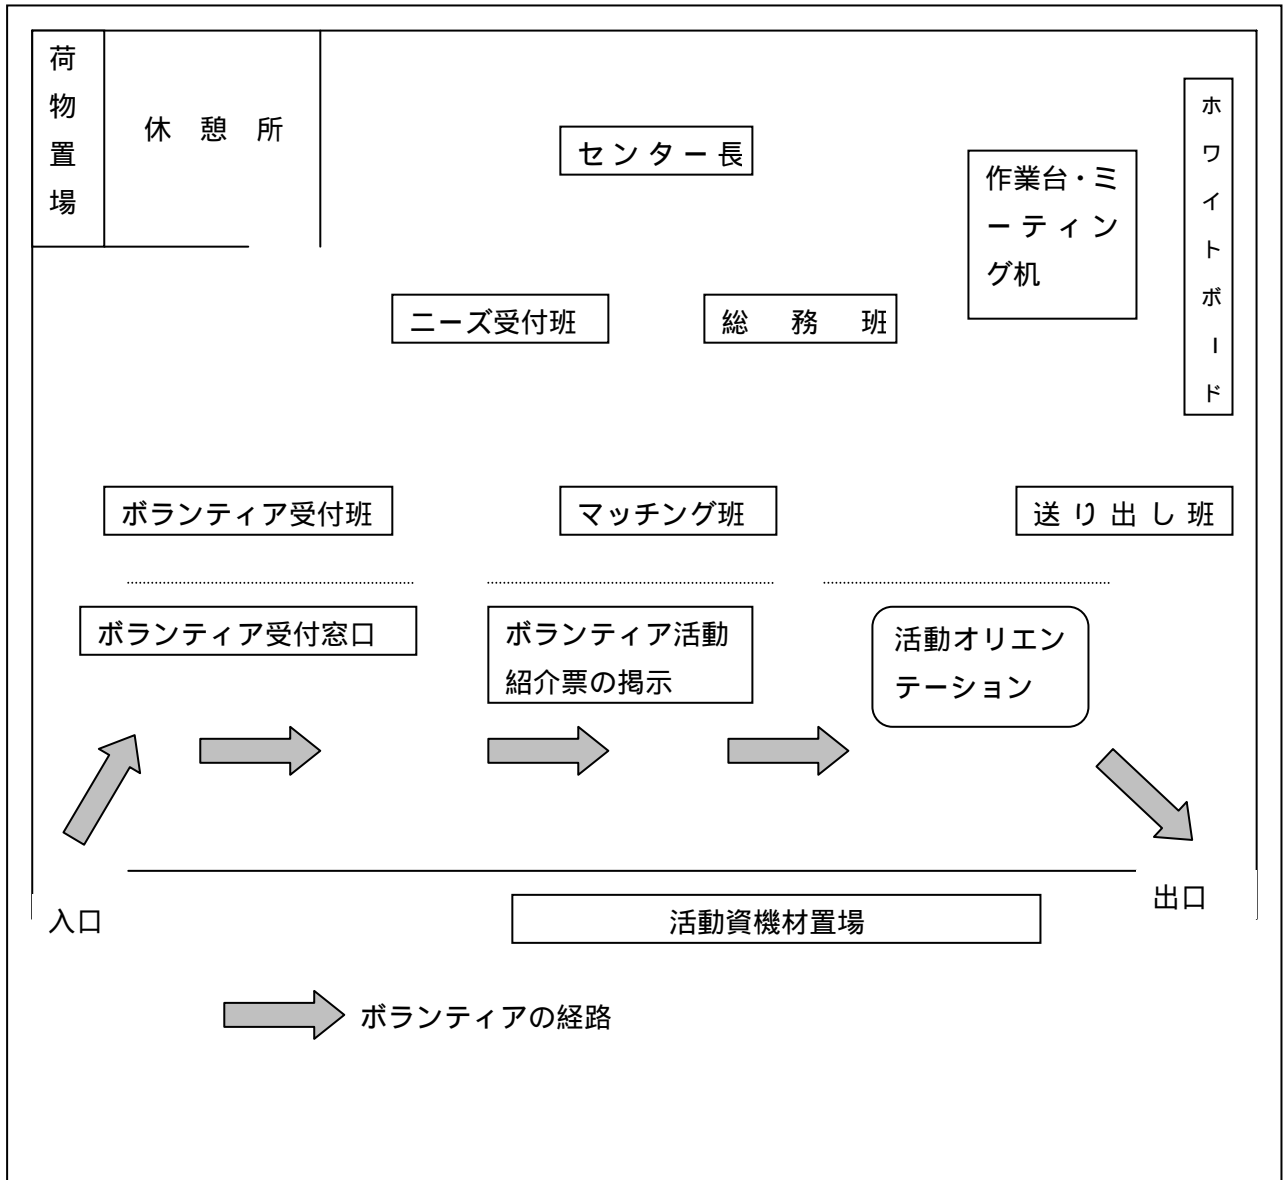 荷物置場
休憩所
センター長
ホワイトボード
作業台・ミ
ーティン
グ机
ニーズ受付班
総務班
ボランティア受付班
マッチング班
送り出し班
ボランティア受付窓口
ボランティア活動
紹介票の掲示
活動オリエン
テーション
入口
出口
活動資機材置場
ボランティアの経路